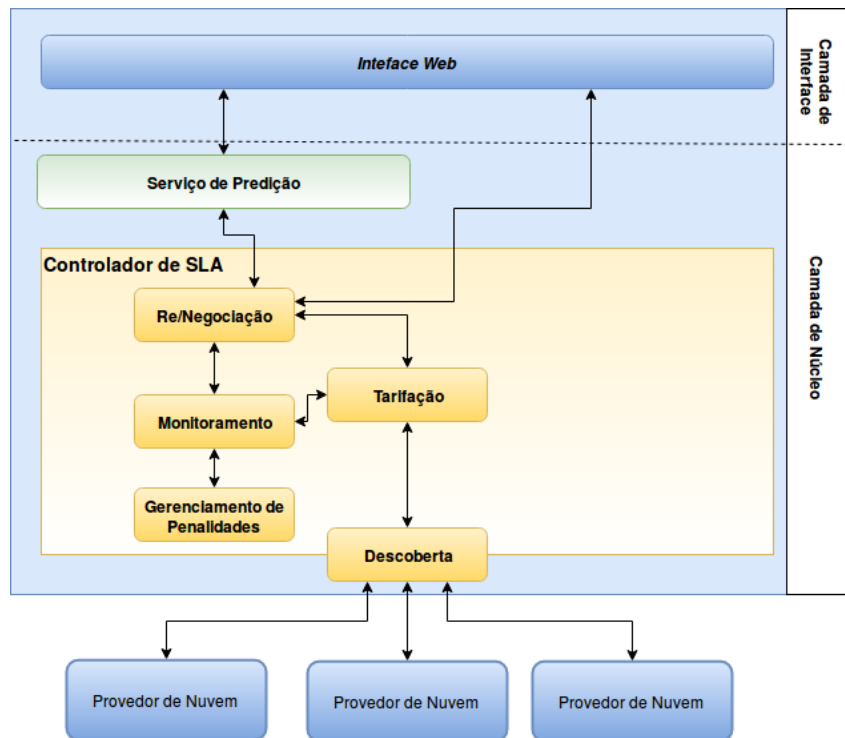 Inteface Web
Camada de
Interface
Serviço de Predição
Controlador de SLA
Camada de Núcleo
Re/Negociação
Tarifação
Monitoramento
Gerenciamento de
Penalidades
Descoberta
Provedor de Nuvem
Provedor de Nuvem
Provedor de Nuvem